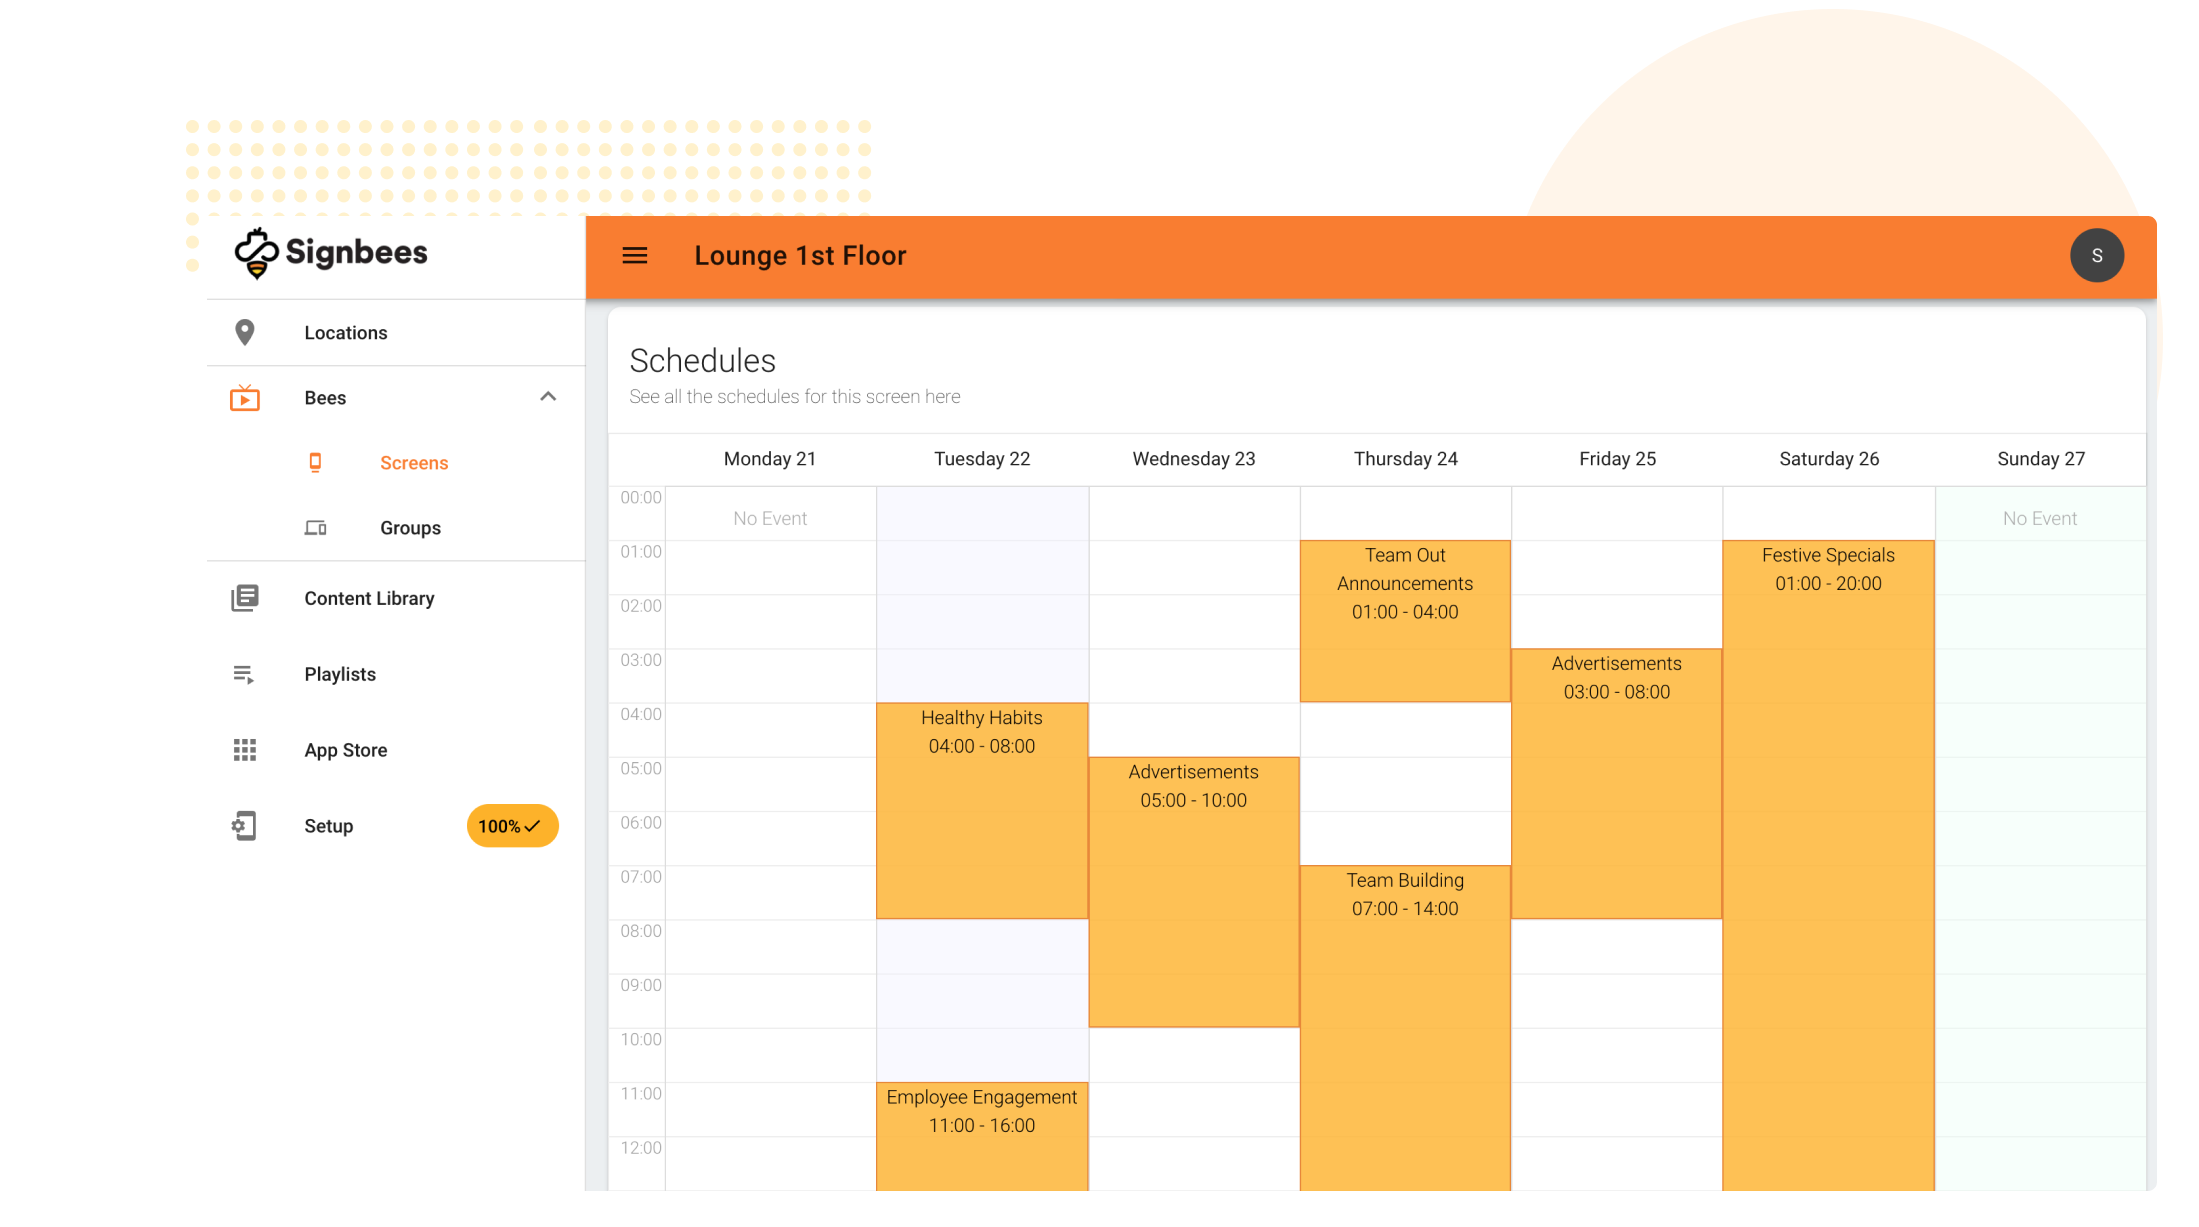 Signbees
Lounge 1st Floor
S
Locations
Bees
Screens
Groups
Content Library
Playlists
App Store
Setup
100%
Schedules
See all the schedules for this screen here
Monday 21
Tuesday 22
Wednesday 23
Thursday 24
Friday 25
Saturday 26
Sunday 27
00:00
01:00
02:00
03:00
04:00
05:00
06:00
07:00
08:00
09:00
10:00
11:00
12:00
No Event
Healthy Habits
04:00 - 08:00
Employee Engagement
11:00 - 16:00
Advertisements
05:00 - 10:00
Team Out
Announcements
01:00 - 04:00
Team Building
07:00 - 14:00
Advertisements
03:00 - 08:00
Festive Specials
01:00 - 20:00
No Event